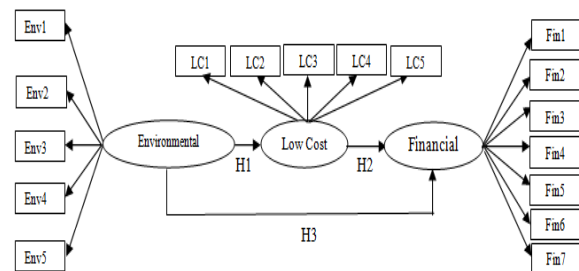 Env1
Env2
Env3
Env4
Env5
LC1
LC2
LC3
LC4
LC5
Environmental
Low Cost
Financial
H1
H2
H3
Fin1
Fin2
Fin3
Fin4
Fin5
Fin6
Fin7